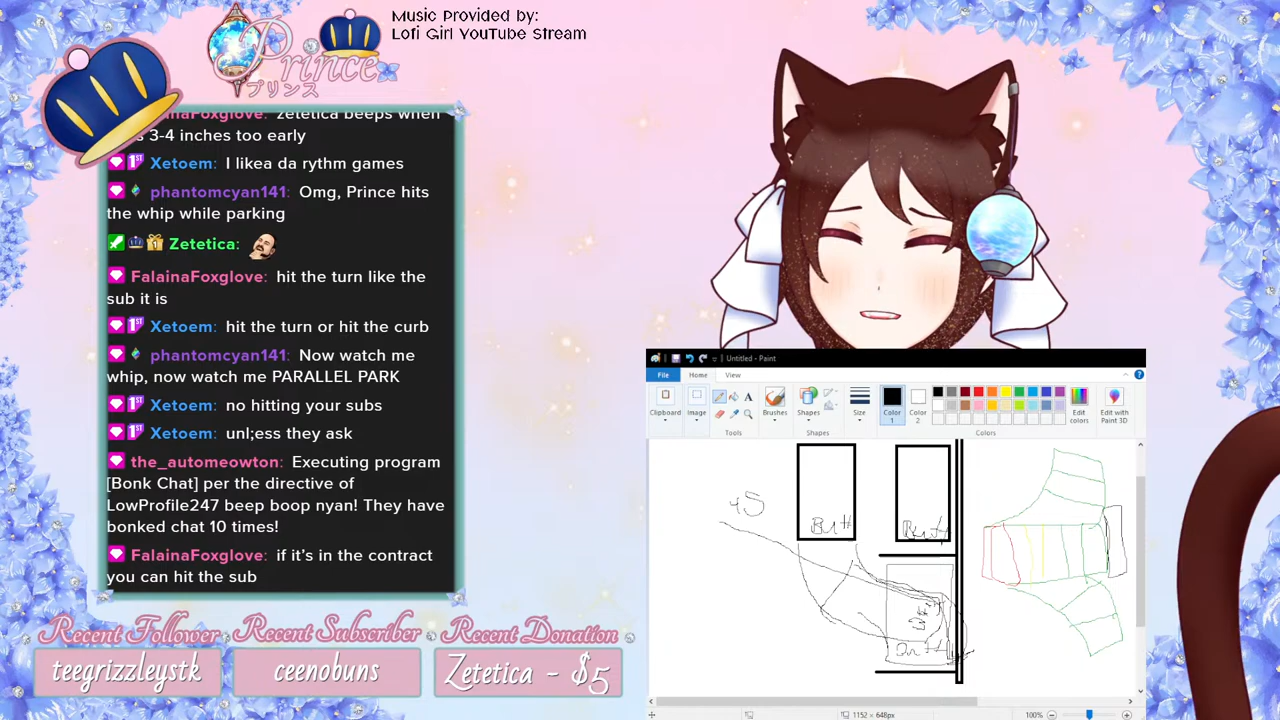 Music Provided by:
Lofi Girl YouTube Stream
Prince
プリンス
zetetica beeps when
s 3-4 inches too early
Xetoem: I likea da rythm games
phantomcyan141: Omg, Prince hits
the whip while parking
Zetetica:
FalainaFoxglove: hit the turn like the
sub it is
Xetoem: hit the turn or hit the curb
phantomcyan141: Now watch me
whip, now watch me PARALLEL PARK
Xetoem: no hitting your subs
Xetoem: unl;ess they ask
the_automeowton: Executing program
[Bonk Chat] per the directive of
LowProfile247 beep boop nyan! They have
bonked chat 10 times!
FalainaFoxglove: if it's in the contract
you can hit the sub
Recent Follower
teegrizzleystk
Recent Subscriber
ceenobuns
Recent Donation
Zetetica - $5
Untitled - Paint
File Home View
Clipboard
Image
Tools
Brushes
Shapes
Shapes
Size
Color
1
Color
2
Edit
colors
Colors
Edit with
Paint 3D
45
Butt
Butt
1152 × 648px
100%